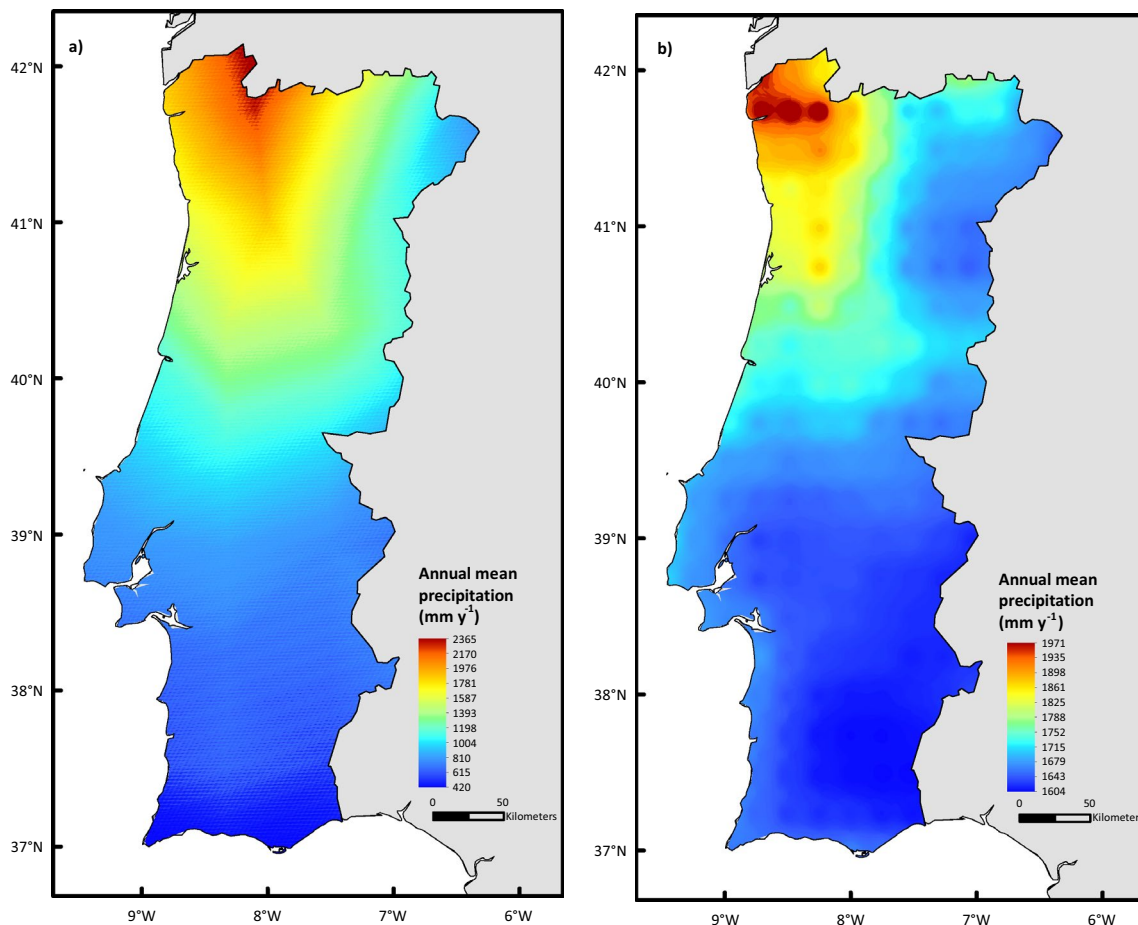 a)
42°N
41°N
40°N
39°N
38°N
37°N
9°W
8°W
7°W
6°W
Annual mean
precipitation
(mm y-1)
2365
2170
1976
1781
1587
1393
1198
1004
810
615
420
0
50
Kilometers
b)
42°N
41°N
40°N
39°N
38°N
37°N
9°W
8°W
7°W
6°W
Annual mean
precipitation
(mm y-1)
1971
1935
1898
1861
1825
1788
1752
1715
1679
1643
1604
0
50
Kilometer